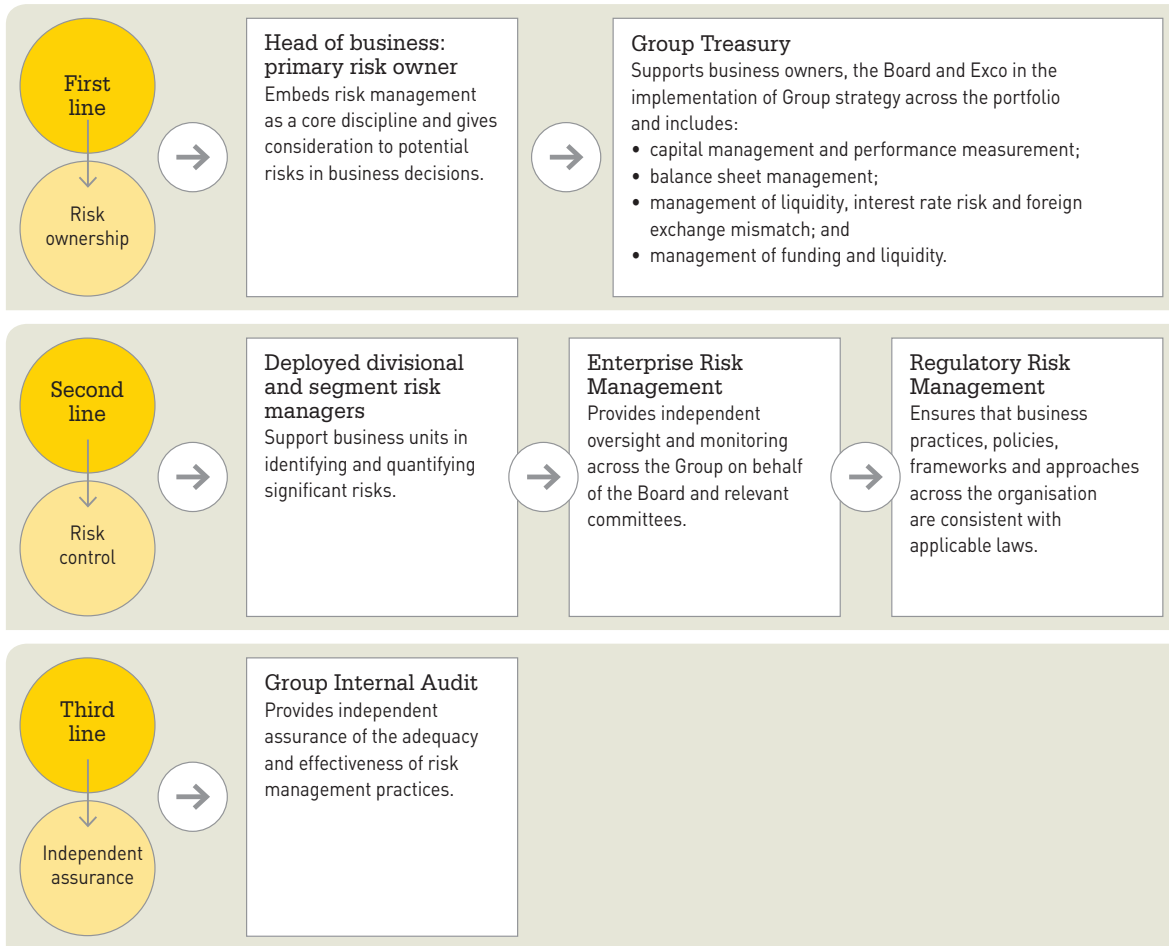 First
line
Risk
ownership
Head of business:
primary risk owner
Embeds risk management
as a core discipline and gives
consideration to potential
risks in business decisions.
Group Treasury
Supports business owners, the Board and Exco in the
implementation of Group strategy across the portfolio
and includes:
• capital management and performance measurement;
• balance sheet management;
• management of liquidity, interest rate risk and foreign
exchange mismatch; and
• management of funding and liquidity.
Second
line
Risk
control
Deployed divisional
and segment risk
managers
Support business units in
identifying and quantifying
significant risks.
Enterprise Risk
Management
Provides independent
oversight and monitoring
across the Group on behalf
of the Board and relevant
committees.
Regulatory Risk
Management
Ensures that business
practices, policies,
frameworks and approaches
across the organisation
are consistent with
applicable laws.
Third
line
Independent
assurance
Group Internal Audit
Provides independent
assurance of the adequacy
and effectiveness of risk
management practices.